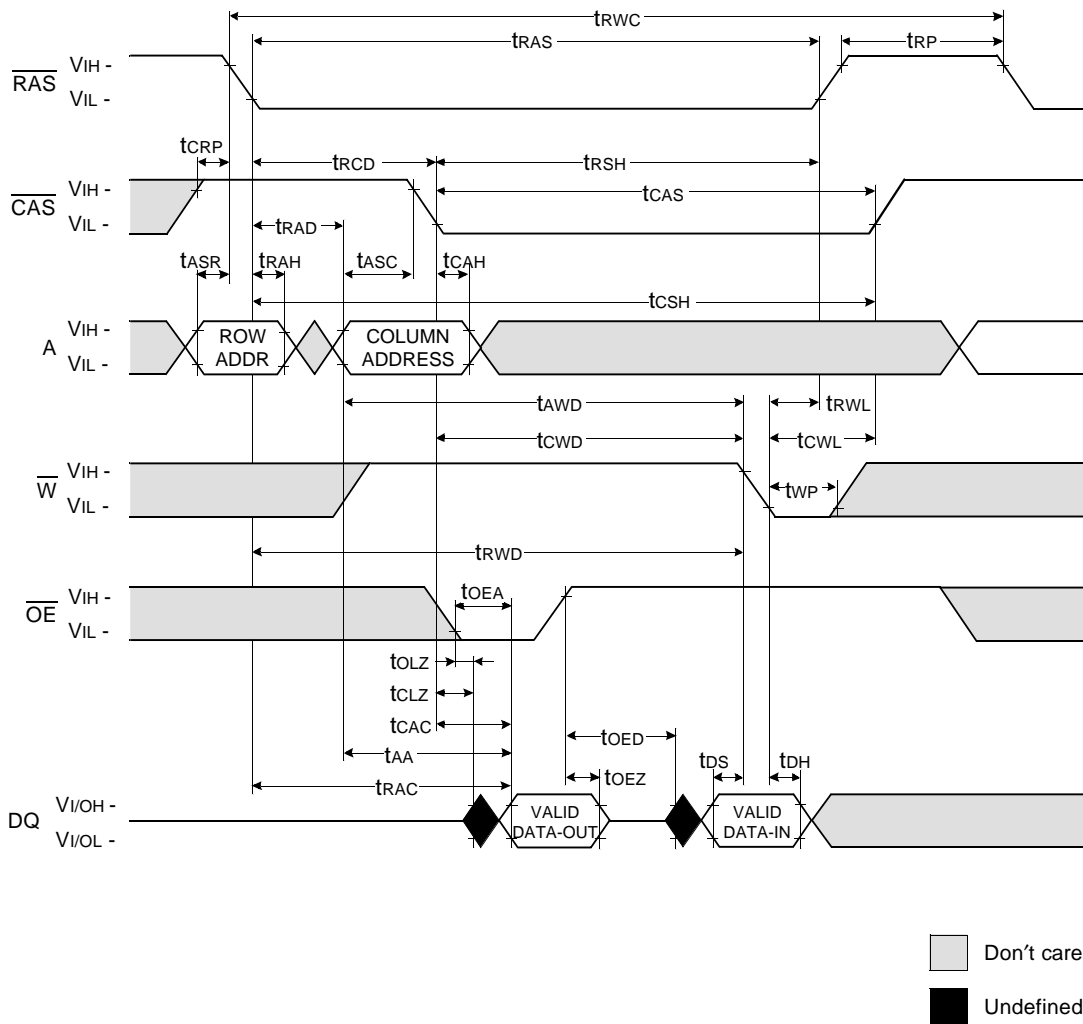 tRWC
tRAS
tRP
RAS
VIH -
VIL -
tCRP
tRCD
tRSH
CAS
VIH -
VIL -
tCAS
tRAD
tASR
tRAH
tASC
tCAH
tCSH
A
VIH -
VIL -
ROW
ADDR
COLUMN
ADDRESS
tAWD
tRWL
tCWD
tCWL
W
VIH -
VIL -
tWP
tRWD
OE
VIH -
VIL -
tOEA
tOLZ
tCLZ
tCAC
tOED
tAA
tDS
tDH
tOEZ
tRAC
DQ
VI/OH -
VI/OL -
VALID
DATA-OUT
VALID
DATA-IN
Don′t care
Undefined